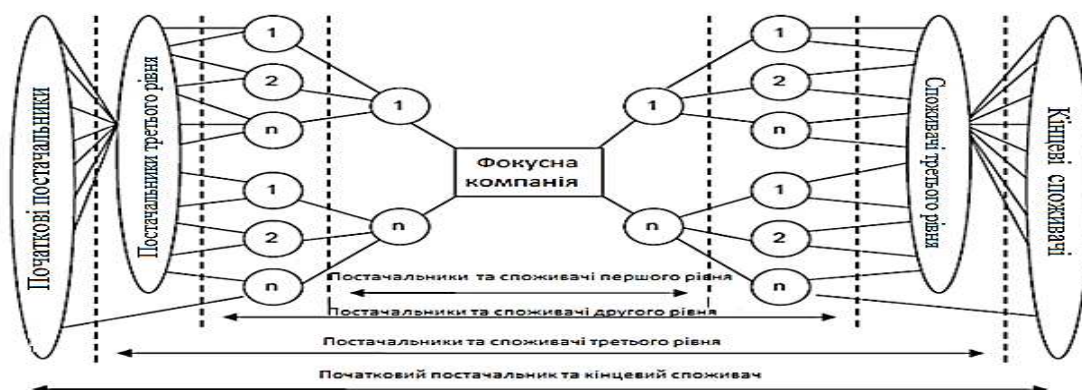 Початкові постачальники
Постачальники третього рівня
1
2
n
1
2
n
1
n
Фокусна
компанія
1
n
1
2
n
1
2
n
Споживачі третього рівня
Кінцеві споживачі
Постачальники та споживачі першого рівня
Постачальники та споживачі другого рівня
Постачальники та споживачі третього рівня
Початковий постачальник та кінцевий споживач